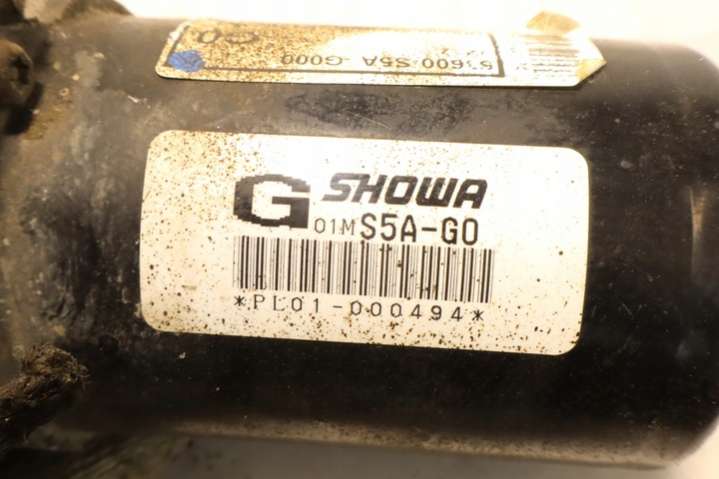 53600-S5A-G000
G SHOWA
01M S5A-G0
*PL01-000494*